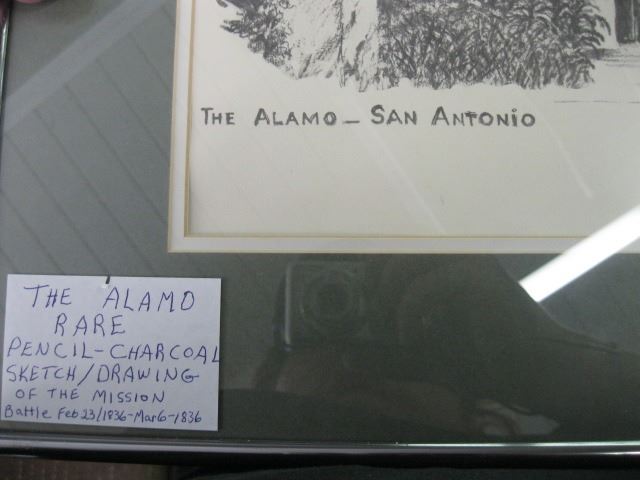 THE ALAMO _ SAN ANTONIO
THE ALAMO
RARE
PENCIL-CHARCOAL
SKETCH/DRAWING
OF THE MISSION
Battle Feb 23/1836-Mar 6-1836